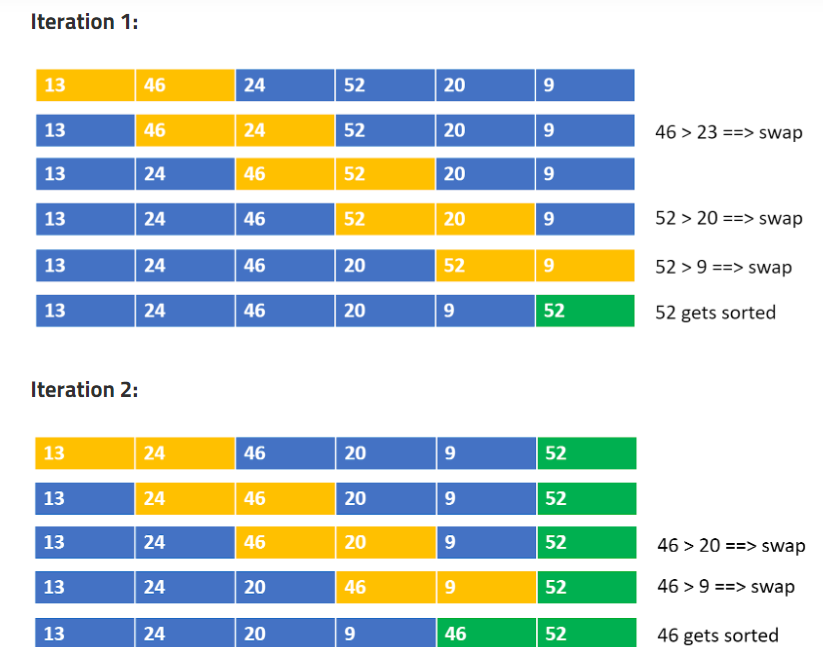 Iteration 1:
13 46 24 52 20 9
13 46 24 52 20 9 46 > 23 ==> swap
13 24 46 52 20 9
13 24 46 52 20 9 52 > 20 ==> swap
13 24 46 20 52 9 52 > 9 ==> swap
13 24 46 20 9 52 52 gets sorted
Iteration 2:
13 24 46 20 9 52
13 24 46 20 9 52
13 24 46 20 9 52 46 > 20 ==> swap
13 24 20 46 9 52 46 > 9 ==> swap
13 24 20 9 46 52 46 gets sorted